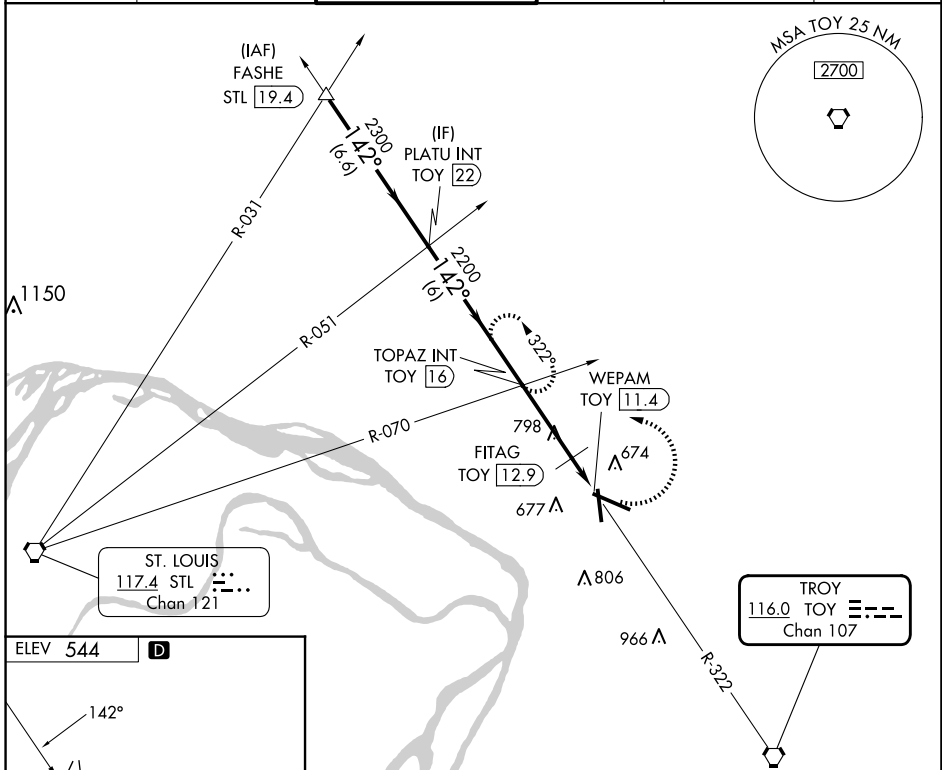 MSA TOY 25 NM
2700
(IAF)
FASHE
STL 19.4
2300
142°
(6.6)
(IF)
PLATU INT
TOY 22
R-031
2200
142°
(6)
1150
R-051
322°
TOPAZ INT
TOY 16
WEPAM
TOY 11.4
R-070
798
FITAG
TOY 12.9
674
677
ST. LOUIS
117.4 STL
Chan 121
806
TROY
116.0 TOY
Chan 107
966
R-322
ELEV 544 D
142°